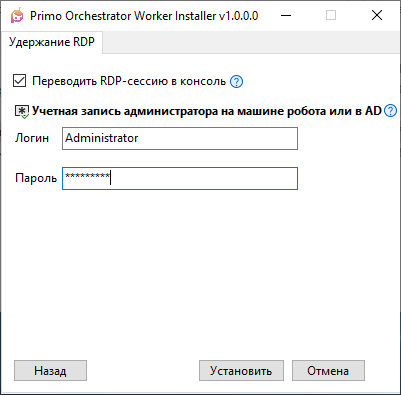 Primo Orchestrator Worker Installer v1.0.0.0
Удержание RDP
Переводить RDP-сессию в консоль ?
Учетная запись администратора на машине робота или в AD ?
Логин Administrator
Пароль *********
Назад Установить Отмена